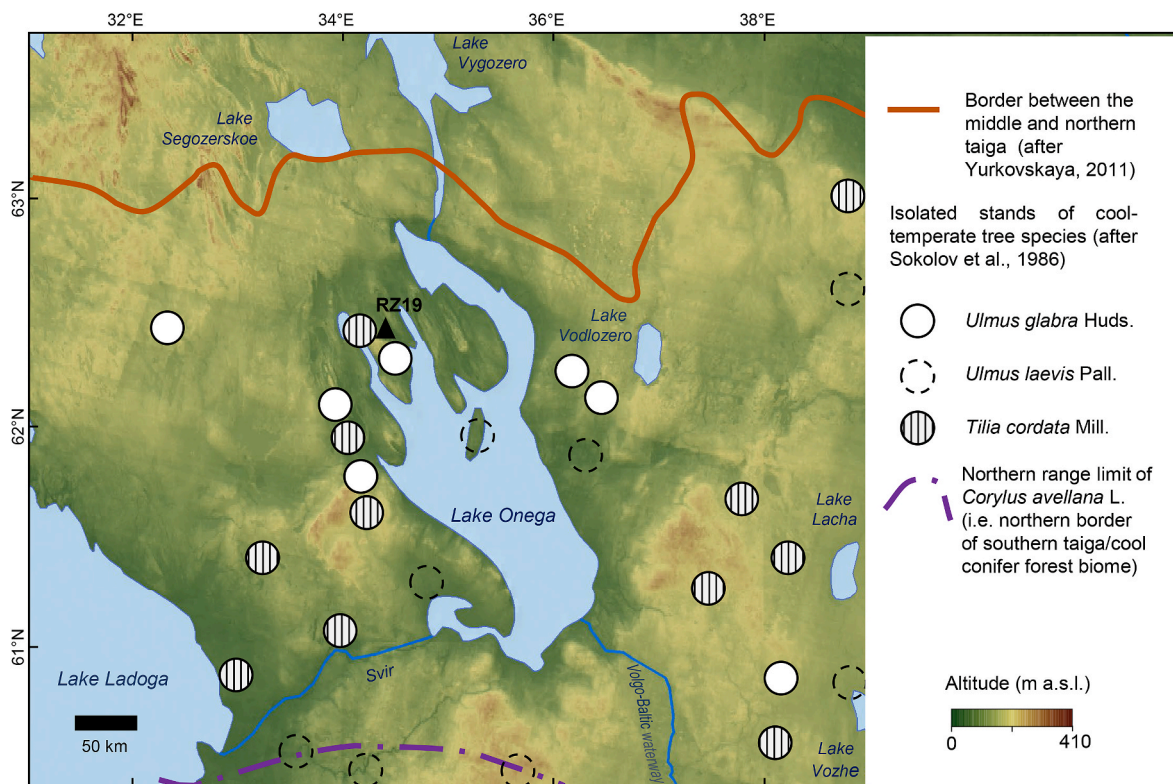 32°E 34°E 36°E 38°E
63°N
62°N
61°N
Lake
Vygozero
Lake
Segozerskoe
RZ19
Lake
Vodlozero
Lake Onega
Lake
Lacha
Lake Ladoga
Svir
Volgo-Baltic waterway
Lake
Vozhe
50 km
Border between the
middle and northern
taiga (after
Yurkovskaya, 2011)
Isolated stands of cool-
temperate tree species (after
Sokolov et al., 1986)
Ulmus glabra Huds.
Ulmus laevis Pall.
Tilia cordata Mill.
Northern range limit of
Corylus avellana L.
(i.e. northern border
of southern taiga/cool
conifer forest biome)
Altitude (m a.s.l.)
0 410